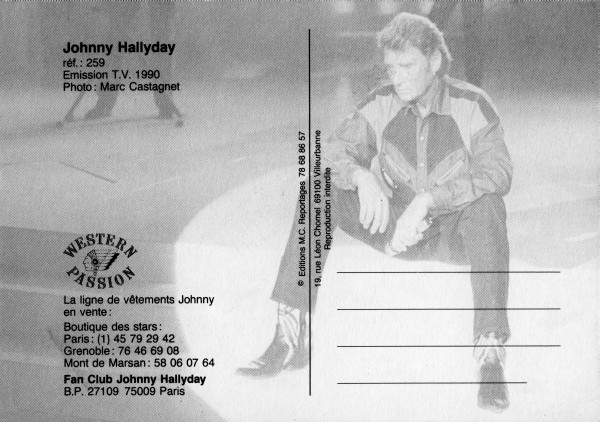 Johnny Hallyday
réf.: 259
Emission T.V. 1990
Photo: Marc Castagnet
WESTERN
PASSION
La ligne de vêtements Johnny
en vente:
Boutique des stars:
Paris: (1) 45 79 29 42
Grenoble: 76 46 69 08
Mont de Marsan: 58 06 07 64
Fan Club Johnny Hallyday
B.P. 27109 75009 Paris
© Editions M.C. Reportages 78 68 86 57
19, rue Léon Chomel 69100 Villeurbanne
Reproduction interdite